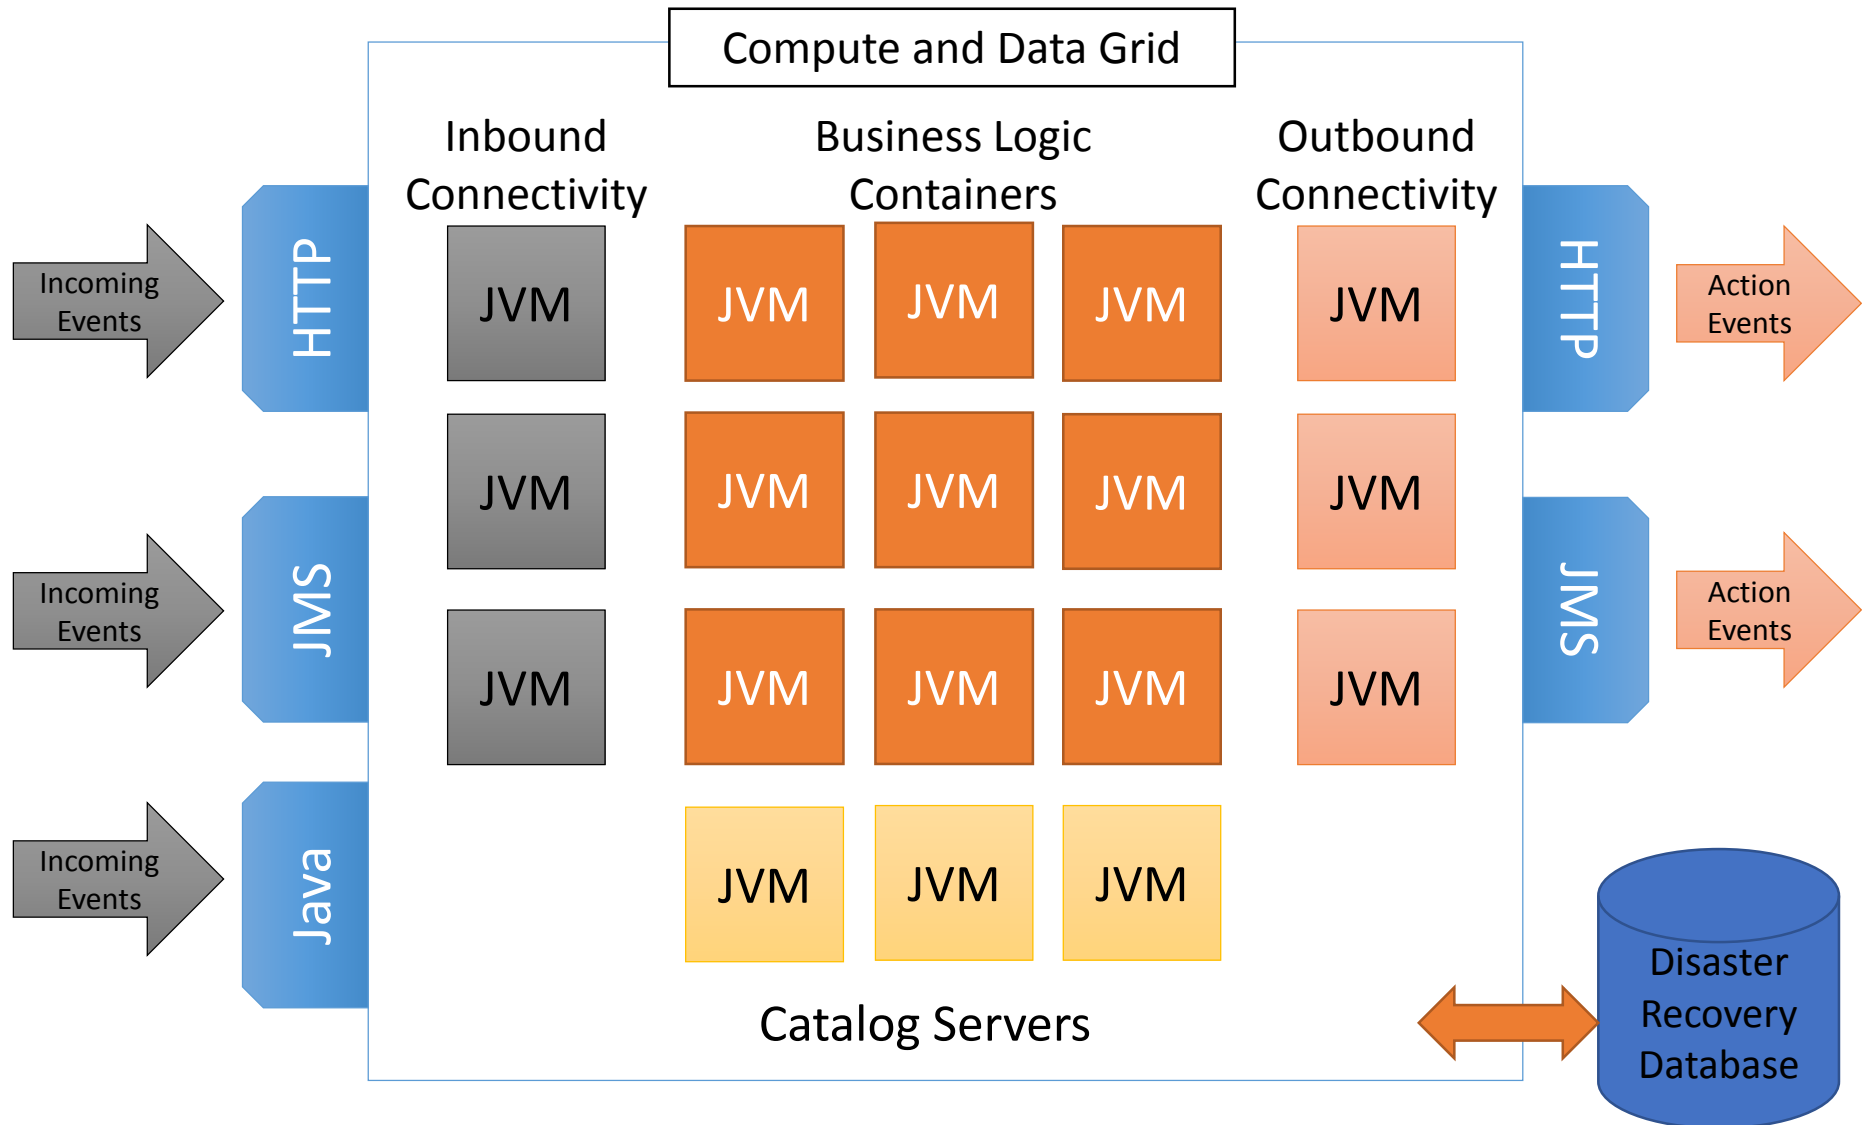 Compute and Data Grid
Inbound
Connectivity
Business Logic
Containers
Outbound
Connectivity
Incoming
Events
HTTP
JVM
JVM
JVM
JVM
JVM
HTTP
Action
Events
Incoming
Events
JMS
JVM
JVM
JVM
JVM
JVM
JMS
Action
Events
JVM
JVM
JVM
JVM
JVM
Incoming
Events
Java
JVM
JVM
JVM
Catalog Servers
Disaster
Recovery
Database